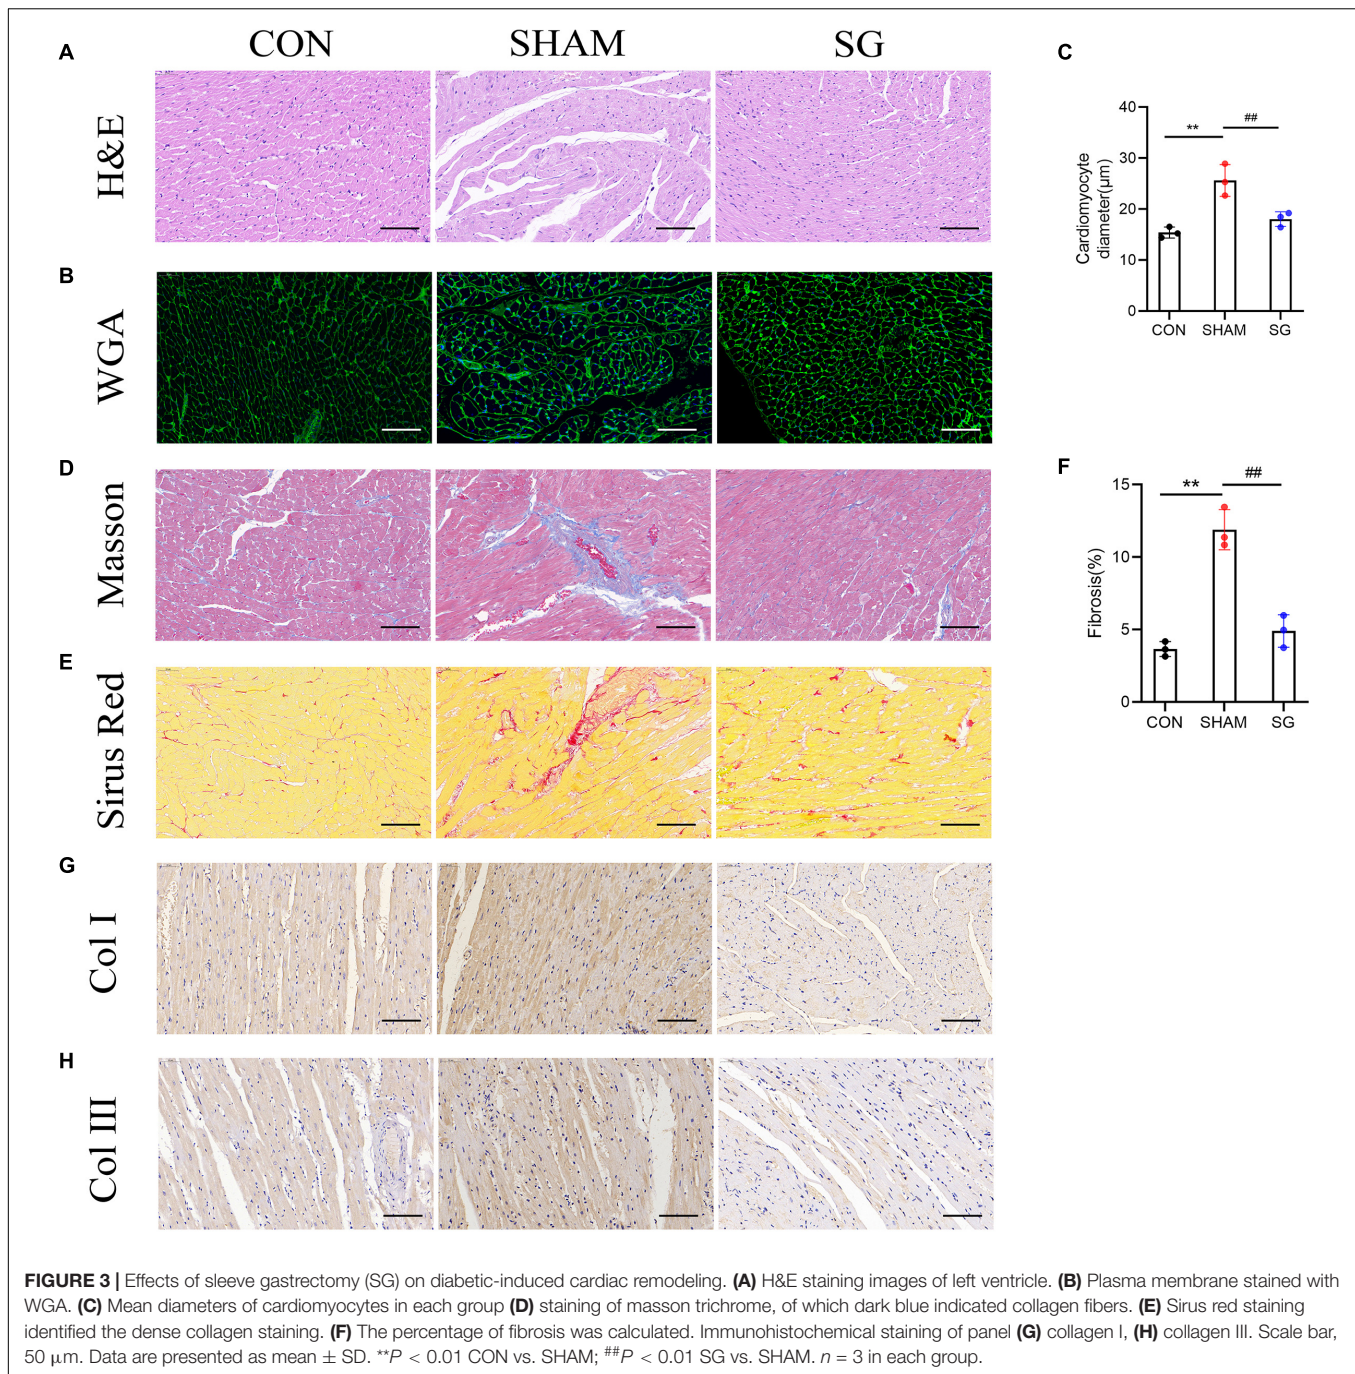 CON SHAM SG
A
H&E
B
WGA
C
40
30
20
10
0
Cardiomyocyte
diameter(μm)
**
##
CON SHAM SG
D
Masson
E
Sirus Red
F
15
10
5
0
Fibrosis(%)
**
##
CON SHAM SG
G
Col I
H
Col III
FIGURE 3 | Effects of sleeve gastrectomy (SG) on diabetic-induced cardiac remodeling. (A) H&E staining images of left ventricle. (B) Plasma membrane stained with
WGA. (C) Mean diameters of cardiomyocytes in each group (D) staining of masson trichrome, of which dark blue indicated collagen fibers. (E) Sirus red staining
identified the dense collagen staining. (F) The percentage of fibrosis was calculated. Immunohistochemical staining of panel (G) collagen I, (H) collagen III. Scale bar,
50 μm. Data are presented as mean ± SD. **P < 0.01 CON vs. SHAM; ##P < 0.01 SG vs. SHAM. n = 3 in each group.